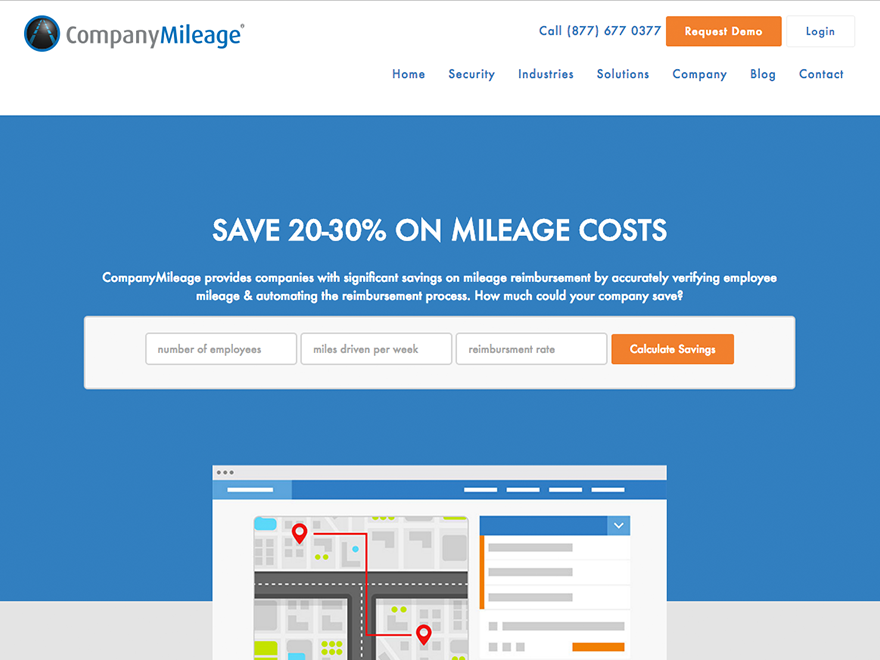 CompanyMileage®
Call (877) 677 0377
Request Demo
Login
Home Security Industries Solutions Company Blog Contact
SAVE 20-30% ON MILEAGE COSTS
CompanyMileage provides companies with significant savings on mileage reimbursement by accurately verifying employee
mileage & automating the reimbursement process. How much could your company save?
number of employees
miles driven per week
reimbursment rate
Calculate Savings